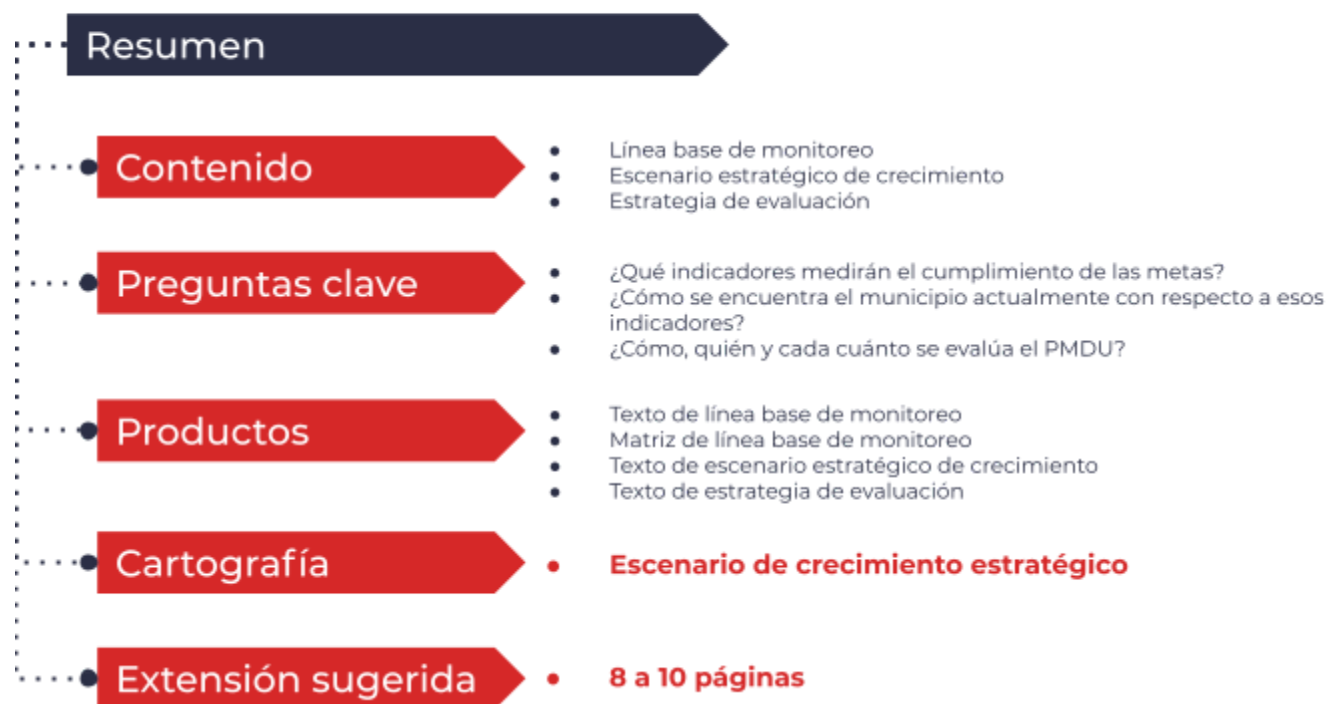 Resumen
Contenido
• Línea base de monitoreo
• Escenario estratégico de crecimiento
• Estrategia de evaluación
Preguntas clave
• ¿Qué indicadores medirán el cumplimiento de las metas?
• ¿Cómo se encuentra el municipio actualmente con respecto a esos
indicadores?
• ¿Cómo, quién y cada cuánto se evalúa el PMDU?
Productos
• Texto de línea base de monitoreo
• Matriz de línea base de monitoreo
• Texto de escenario estratégico de crecimiento
• Texto de estrategia de evaluación
Cartografía
• Escenario de crecimiento estratégico
Extensión sugerida
• 8 a 10 páginas